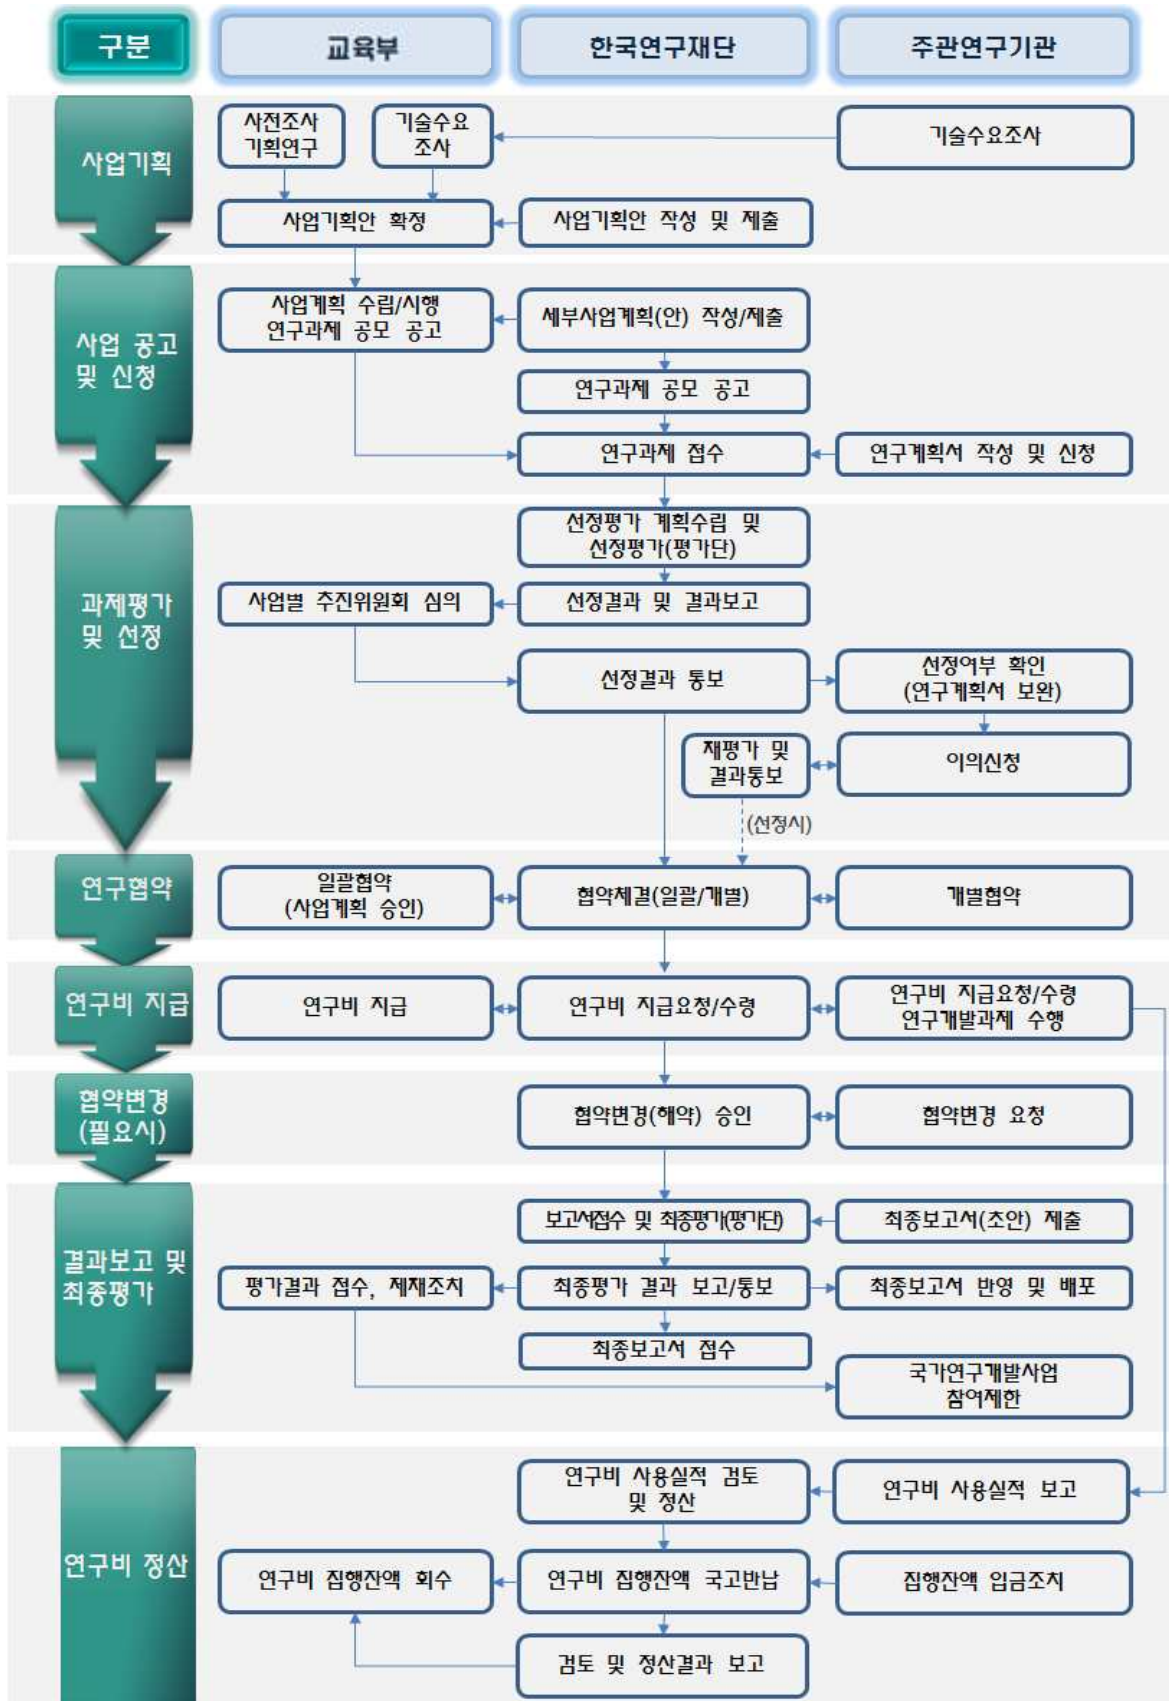 구분
교육부
한국연구재단
주관연구기관
사업기획
사전조사
기획연구
기술수요
조사
기술수요조사
사업기획안 확정
사업기획안 작성 및 제출
사업 공고
및 신청
사업계획 수립/시행
연구과제 공모 공고
세부사업계획(안) 작성/제출
연구과제 공모 공고
연구과제 접수
연구계획서 작성 및 신청
과제평가
및 선정
선정평가 계획수립 및
선정평가(평가단)
사업별 추진위원회 심의
선정결과 및 결과보고
선정결과 통보
선정여부 확인
(연구계획서 보완)
재평가 및
결과통보
이의신청
(선정시)
연구협약
일괄협약
(사업계획 승인)
협약체결(일괄/개별)
개별협약
연구비 지급
연구비 지급
연구비 지급요청/수령
연구비 지급요청/수령
연구개발과제 수행
협약변경
(필요시)
협약변경(해약) 승인
협약변경 요청
결과보고 및
최종평가
보고서접수 및 최종평가(평가단)
최종보고서(초안) 제출
평가결과 접수, 제재조치
최종평가 결과 보고/통보
최종보고서 반영 및 배포
최종보고서 접수
국가연구개발사업
참여제한
연구비 정산
연구비 사용실적 검토
및 정산
연구비 사용실적 보고
연구비 집행잔액 회수
연구비 집행잔액 국고반납
집행잔액 입금조치
검토 및 정산결과 보고